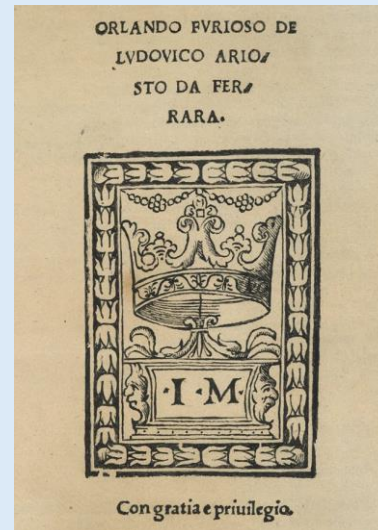 ORLANDO FVRIOSO DE
LVDOVICO ARIO/
STO DA FER/
RARA.
·I·M·
Con gratia e priuilegio.